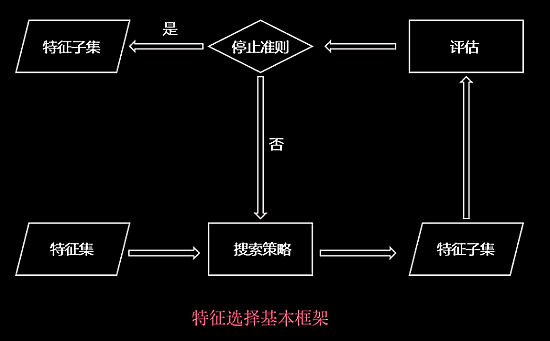 特征子集
是
停止准则
评估
否
特征集
搜索策略
特征子集
特征选择基本框架